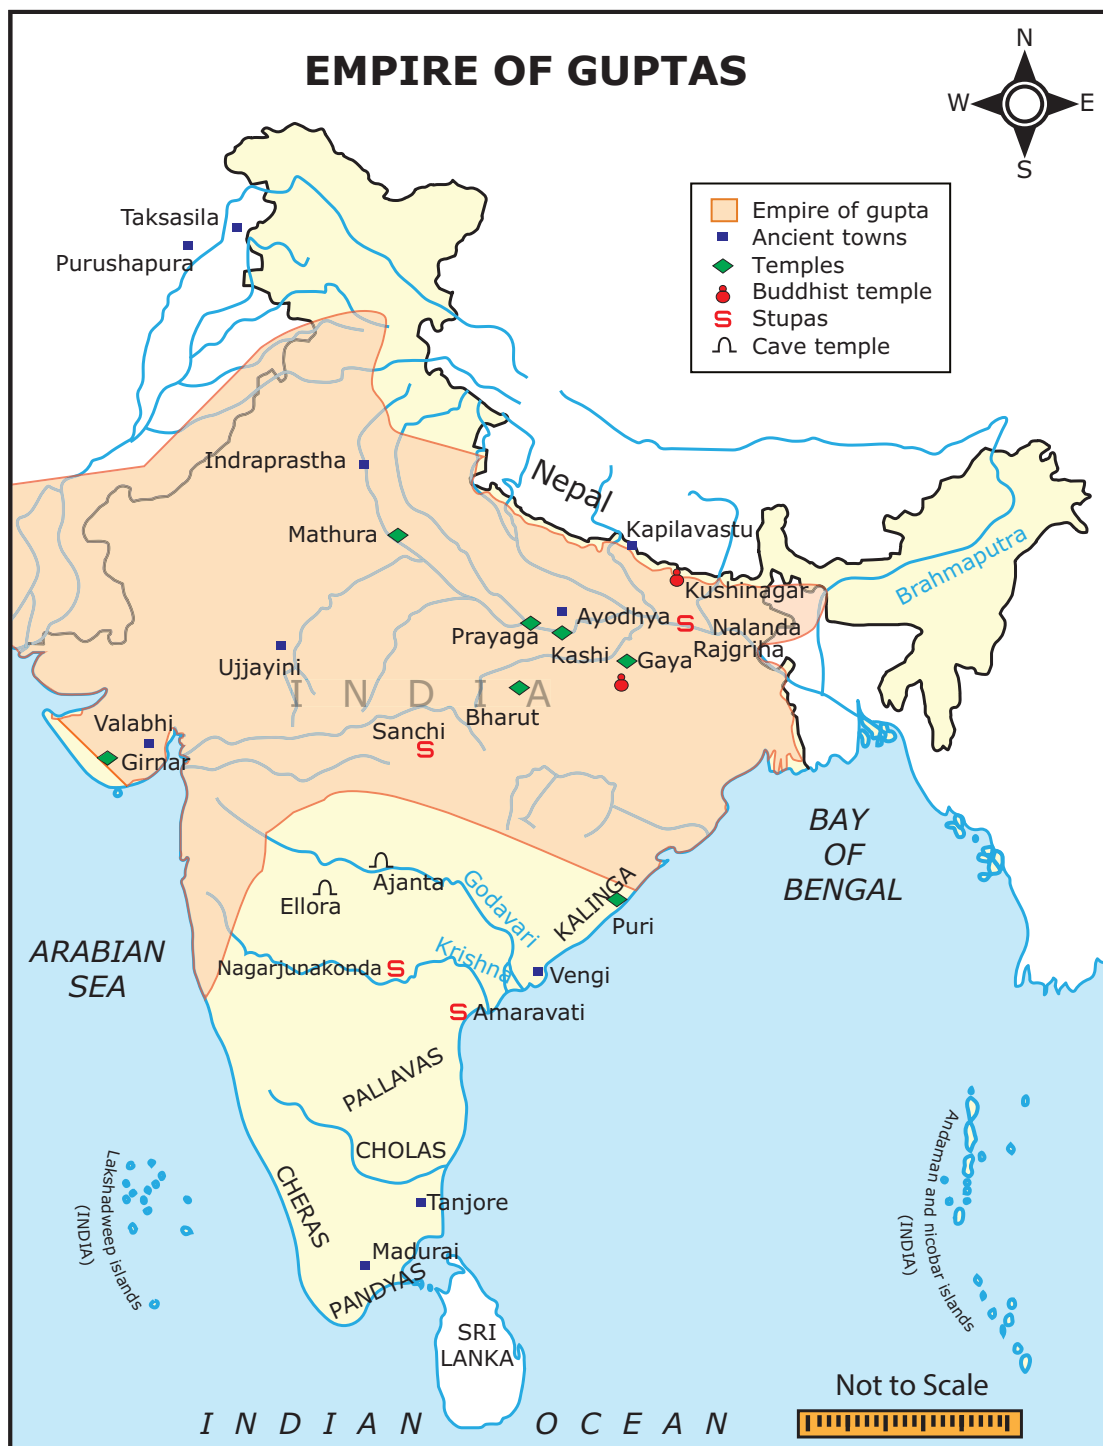 EMPIRE OF GUPTAS
N
W
E
S
Empire of gupta
Ancient towns
Temples
Buddhist temple
Stupas
Cave temple
Taksasila
Purushapura
Indraprastha
Nepal
Mathura
Kapilavastu
Brahmaputra
Kushinagar
Ayodhya
Prayaga
Nalanda
Kashi
Rajgriha
Gaya
Ujjayini
INDIA
Bharut
Valabhi
Sanchi
Girnar
BAY
OF
BENGAL
Ajanta
Ellora
Godavari
KALINGA
Puri
ARABIAN
SEA
Nagarjunakonda
Krishna
Vengi
Amaravati
PALLAVAS
CHOLAS
CHERAS
Tanjore
Madurai
PANDYAS
Lakshadweep islands
(INDIA)
Andaman and nicobar islands
(INDIA)
SRI
LANKA
Not to Scale
INDIAN OCEAN